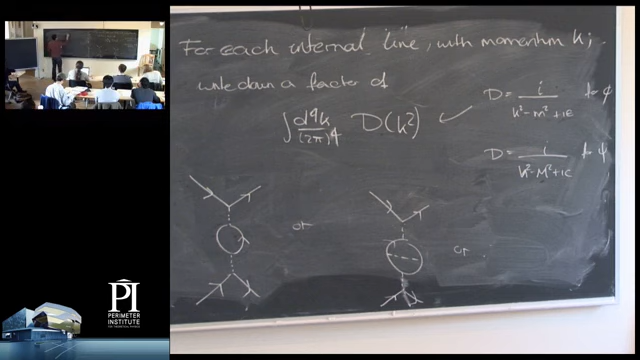 For each internal line, with momentum k,
write down a factor of
∫ d⁴k/(2π)⁴ D(k²)
D = i/(k²-m²+iε) for φ
D = i/(k²-M²+iε) for ψ
or
or
PI
PERIMETER
INSTITUTE
FOR THEORETICAL PHYSICS